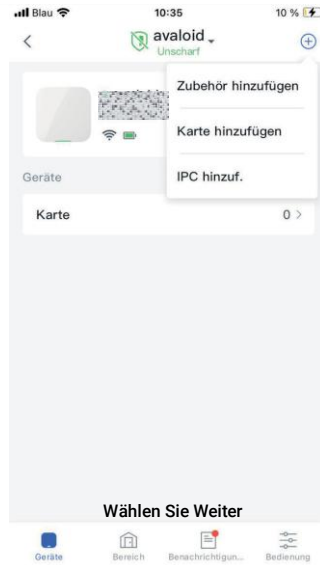 Blau 10:35 10 %
avaloid
Unscharf
Zubehör hinzufügen
Karte hinzufügen
IPC hinzuf.
Geräte
Karte 0
Wählen Sie Weiter
Geräte Bereich Benachrichtigun... Bedienung